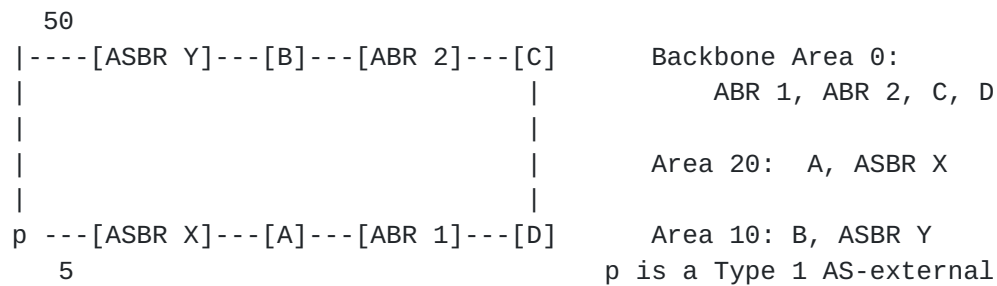 50
|----[ASBR Y]---[B]---[ABR 2]---[C]      Backbone Area 0:
|                                |          ABR 1, ABR 2, C, D
|                                |
|                                |       Area 20:  A, ASBR X
|                                |
p ---[ASBR X]---[A]---[ABR 1]---[D]      Area 10: B, ASBR Y
5                                   p is a Type 1 AS-external